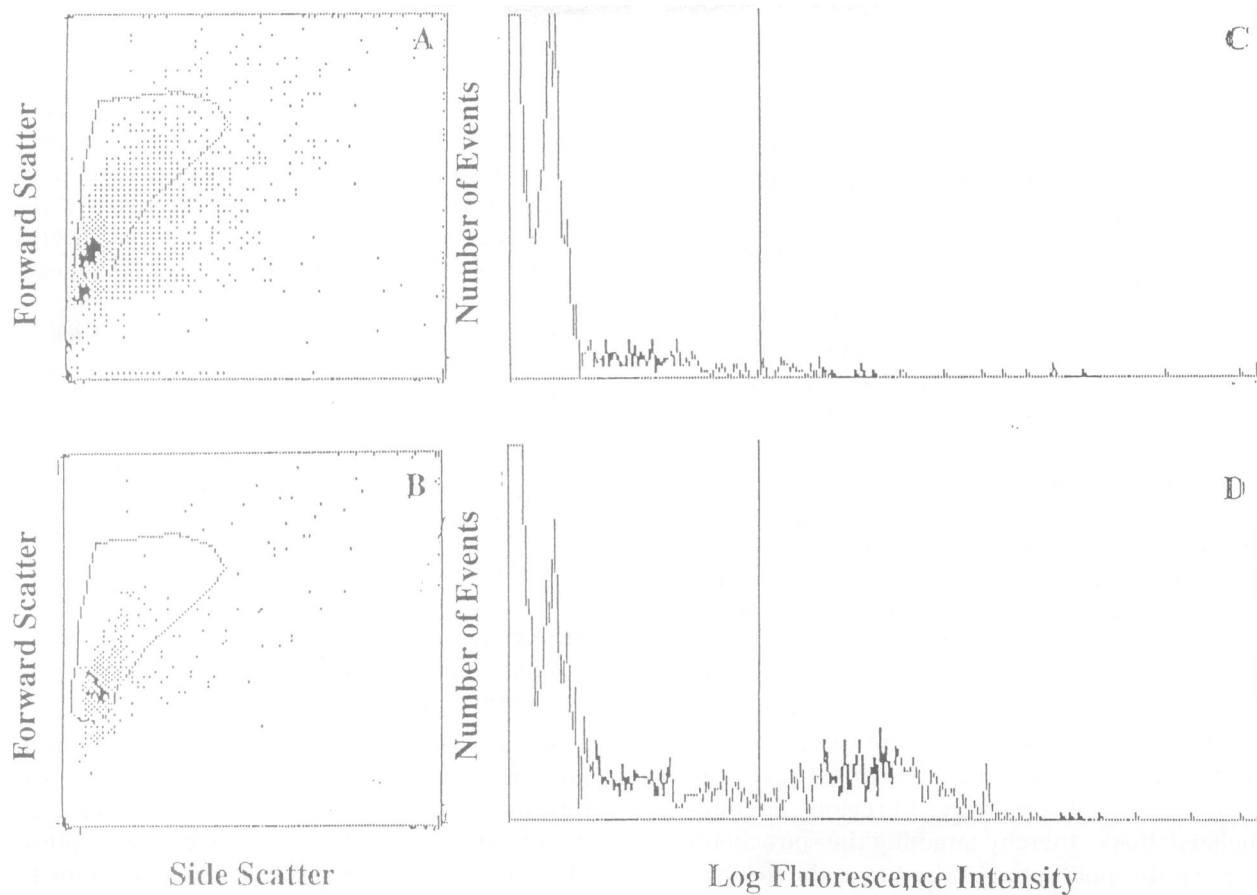 A
Forward Scatter
Number of Events
C
B
Forward Scatter
Number of Events
D
Side Scatter
Log Fluorescence Intensity